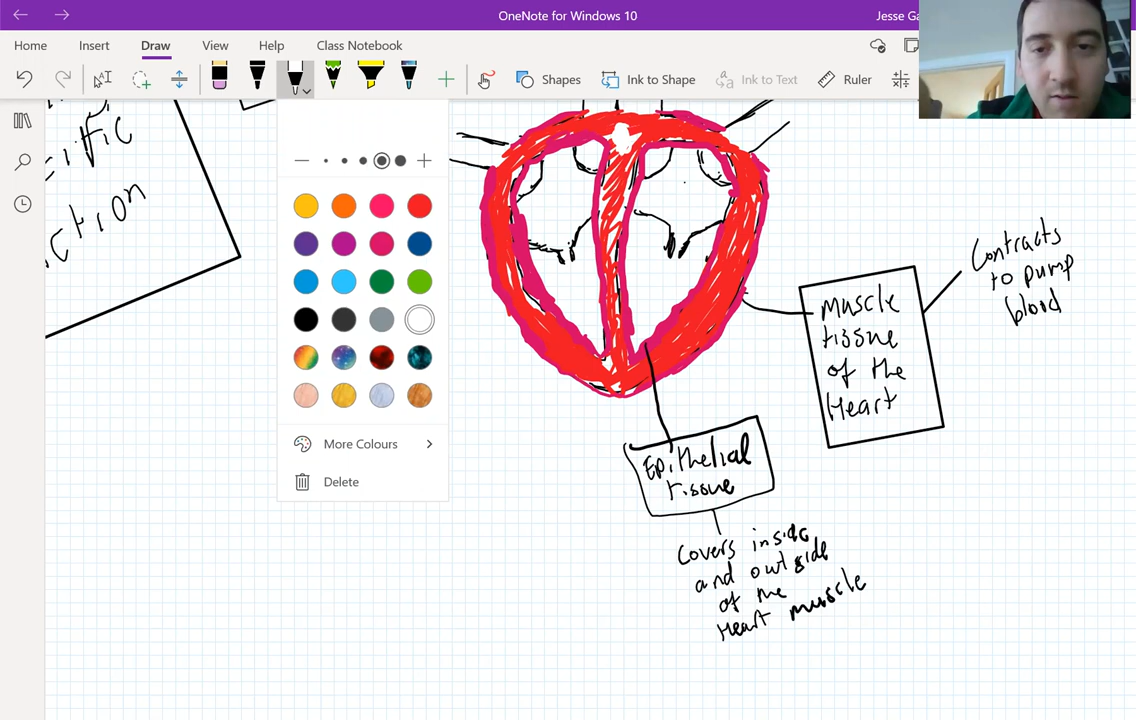 OneNote for Windows 10
Jesse Ga
Home Insert Draw View Help Class Notebook
Shapes Ink to Shape Ink to Text Ruler
More Colours
Delete
ction
Contracts
to pump
blood
muscle
tissue
of the
Heart
Epithelial
tissue
Covers inside
and outside
of the
Heart muscle